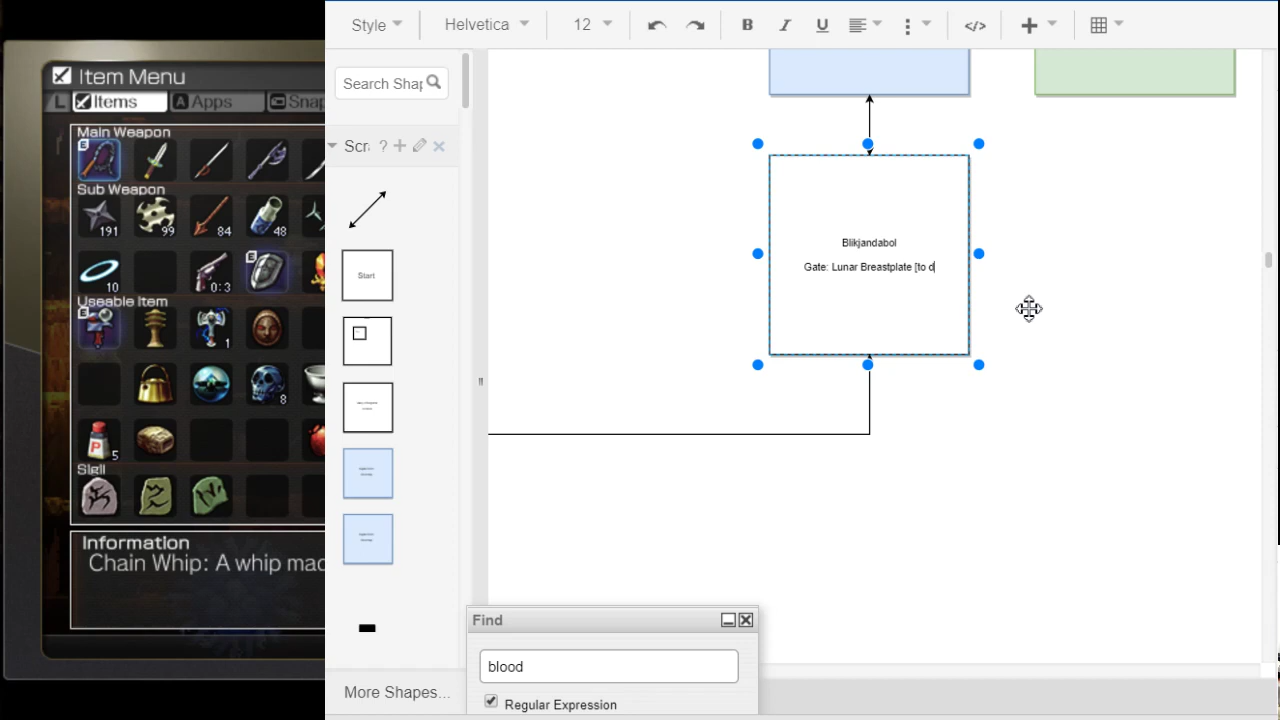 Item Menu
L Items A Apps Snap
Main Weapon
E
Sub Weapon
191 99 84 48
10 0:3 E
Useable Item
E 1
8
P 5
Sigil
Information
Chain Whip: A whip mac
Style Helvetica 12 B I U </>
Search Shap
Scra ?
Start
More Shapes...
Blikjandabol
Gate: Lunar Breastplate [to d
Find
blood
Regular Expression